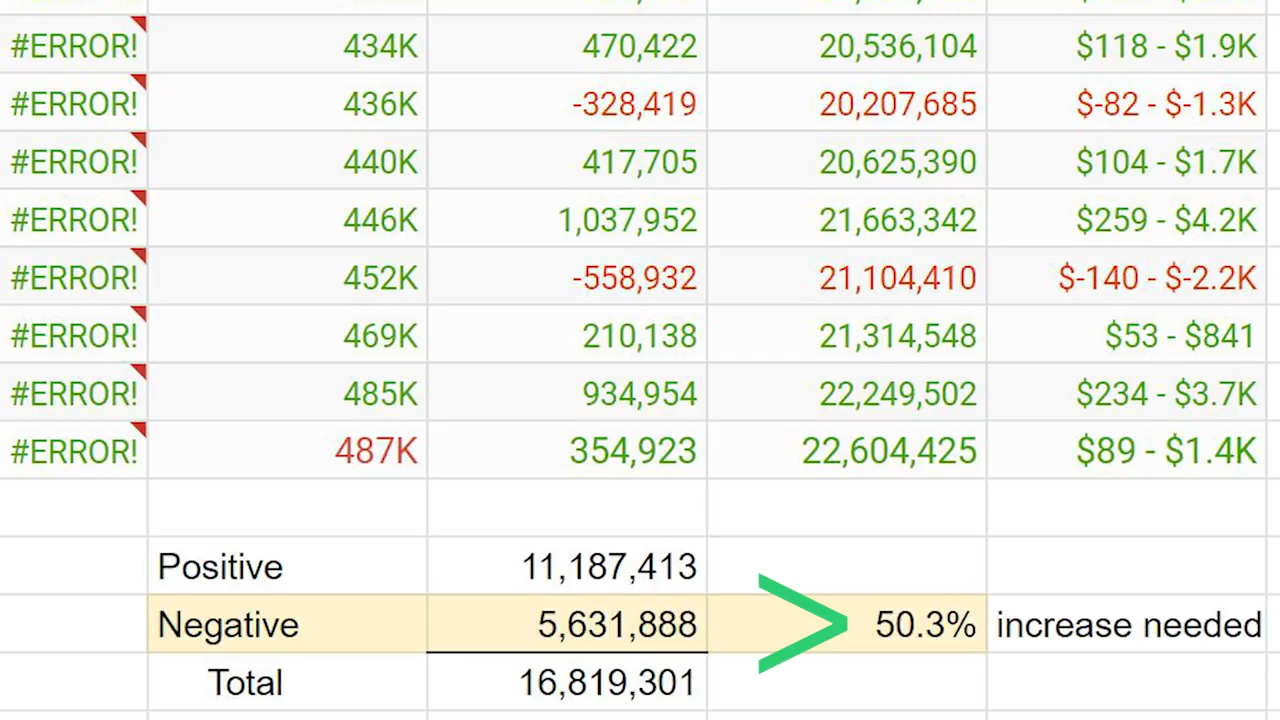 #ERROR! 434K 470,422 20,536,104 $118 - $1.9K
#ERROR! 436K -328,419 20,207,685 $-82 - $-1.3K
#ERROR! 440K 417,705 20,625,390 $104 - $1.7K
#ERROR! 446K 1,037,952 21,663,342 $259 - $4.2K
#ERROR! 452K -558,932 21,104,410 $-140 - $-2.2K
#ERROR! 469K 210,138 21,314,548 $53 - $841
#ERROR! 485K 934,954 22,249,502 $234 - $3.7K
#ERROR! 487K 354,923 22,604,425 $89 - $1.4K
Positive 11,187,413
Negative 5,631,888 > 50.3% increase needed
Total 16,819,301